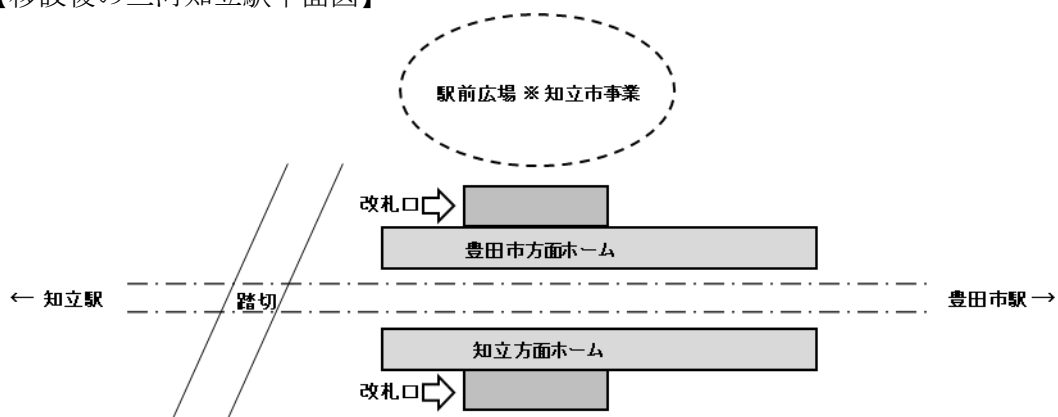 【移設後の三河知立駅平面図】
駅前広場 ※ 知立市事業
改札口
豊田市方面ホーム
← 知立駅
踏切
豊田市駅 →
知立方面ホーム
改札口